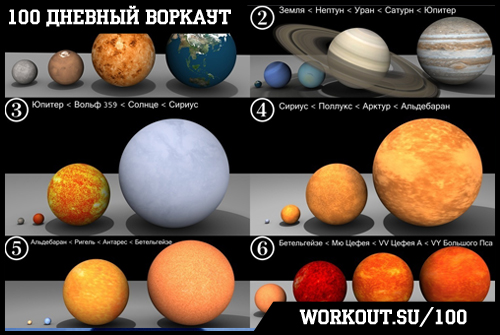 100 ДНЕВНЫЙ ВОРКАУТ
2
Земля < Нептун < Уран < Сатурн < Юпитер
3
Юпитер < Вольф 359 < Солнце < Сириус
4
Сириус < Поллукс < Арктур < Альдебаран
5
Альдебаран < Ригель < Антарес < Бетельгейзе
6
Бетельгейзе < Мю Цефея < VV Цефея А < VY Большого Пса
WORKOUT.SU/100